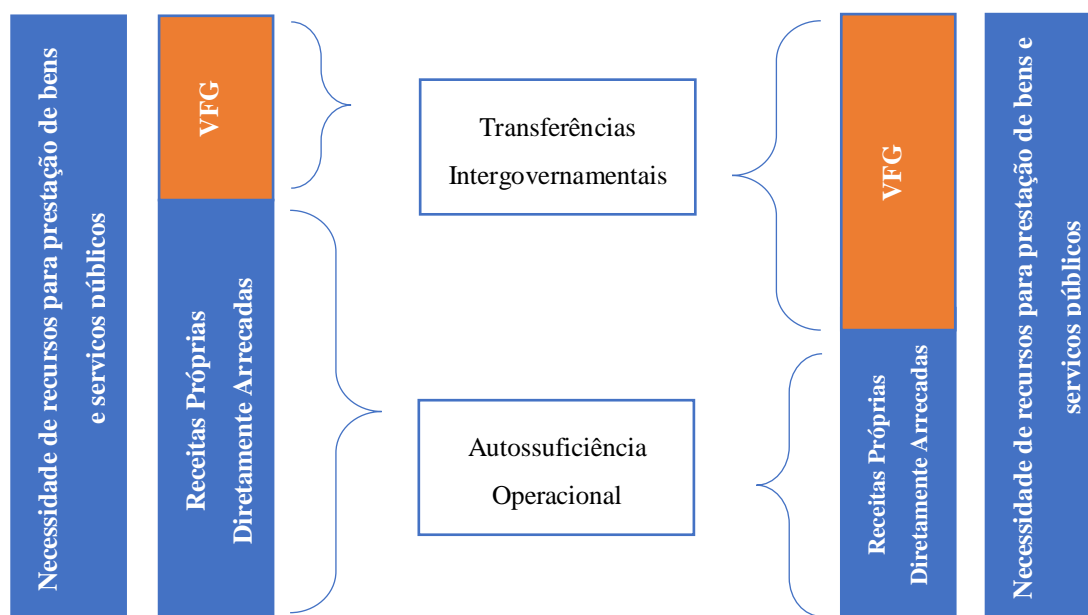 Necessidade de recursos para prestação de bens
e servicos públicos
VFG
Receitas Próprias
Diretamente Arrecadas
Transferências
Intergovernamentais
Autossuficiência
Operacional
VFG
Receitas Próprias
Diretamente Arrecadas
Necessidade de recursos para prestação de bens e
serviços públicos